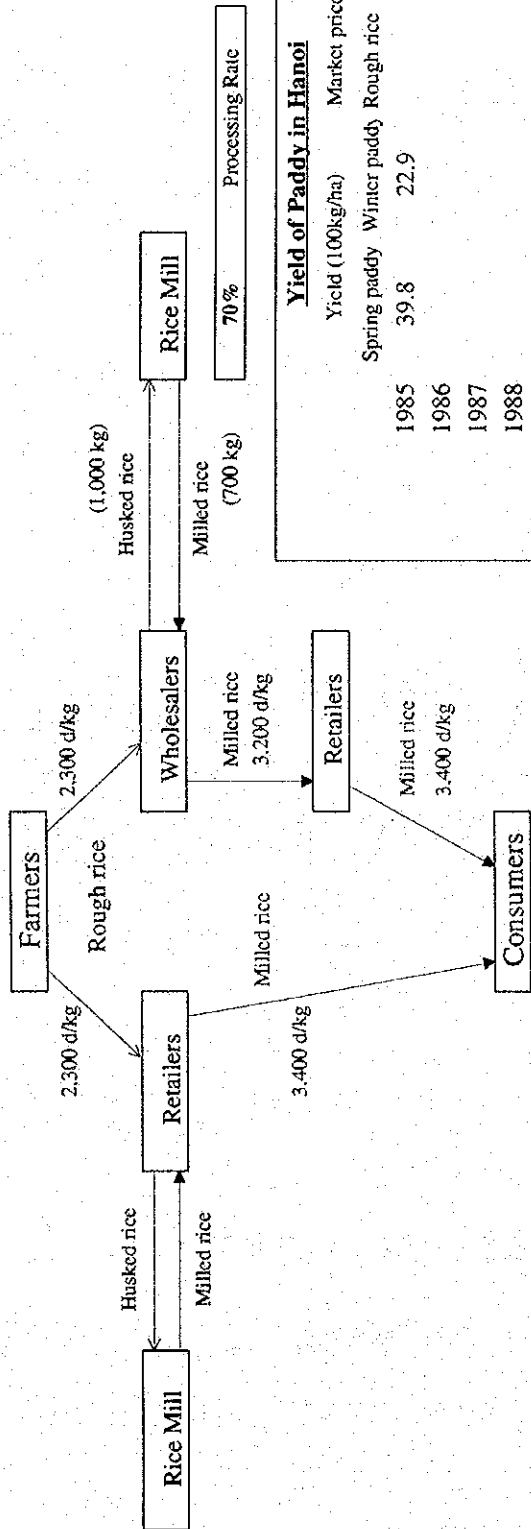 Farmers
2,300 d/kg
2,300 d/kg
Rough rice
Rice Mill
Husked rice
Milled rice
Retailers
Wholesalers
(1,000 kg)
Husked rice
Milled rice
(700 kg)
Rice Mill
70% Processing Rate
Milled rice
3,400 d/kg
Milled rice
3,200 d/kg
Retailers
Milled rice
3,400 d/kg
Consumers
Yield of Paddy in Hanoi
Yield (100kg/ha) Market price
Spring paddy Winter paddy Rough rice
1985 39.8 22.9
1986
1987
1988